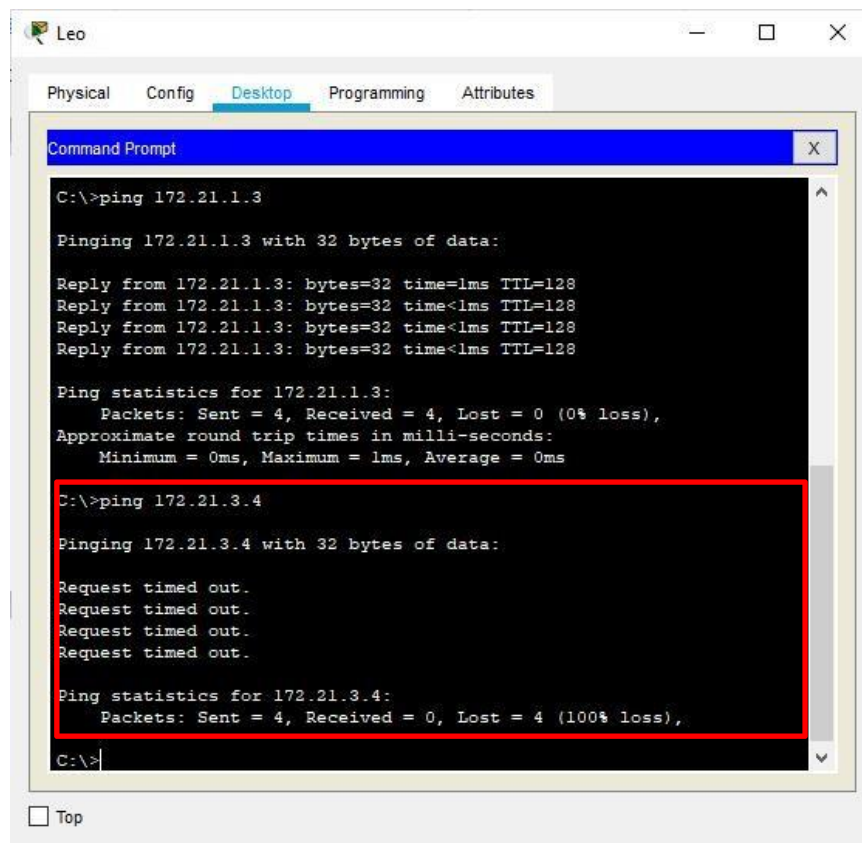 Leo
Physical Config Desktop Programming Attributes
Command Prompt
X
C:\>ping 172.21.1.3
Pinging 172.21.1.3 with 32 bytes of data:
Reply from 172.21.1.3: bytes=32 time=1ms TTL=128
Reply from 172.21.1.3: bytes=32 time<1ms TTL=128
Reply from 172.21.1.3: bytes=32 time<1ms TTL=128
Reply from 172.21.1.3: bytes=32 time<1ms TTL=128
Ping statistics for 172.21.1.3:
Packets: Sent = 4, Received = 4, Lost = 0 (0% loss),
Approximate round trip times in milli-seconds:
Minimum = 0ms, Maximum = 1ms, Average = 0ms
C:\>ping 172.21.3.4
Pinging 172.21.3.4 with 32 bytes of data:
Request timed out.
Request timed out.
Request timed out.
Request timed out.
Ping statistics for 172.21.3.4:
Packets: Sent = 4, Received = 0, Lost = 4 (100% loss),
C:\>
Top